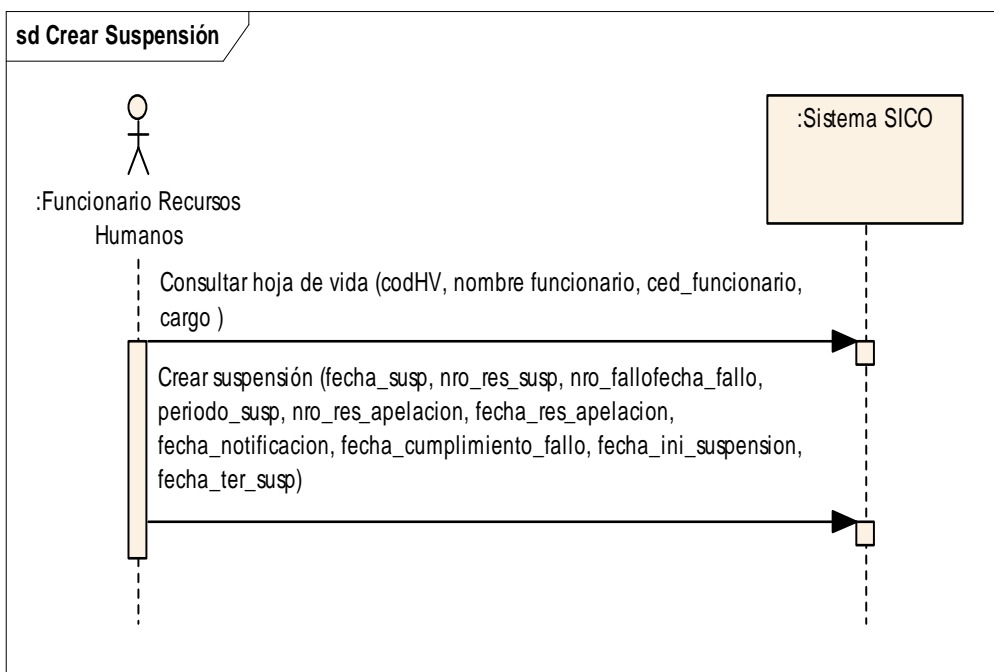 sd Crear Suspensión
:Sistema SICO
:Funcionario Recursos
Humanos
Consultar hoja de vida (codHV, nombre funcionario, ced_funcionario,
cargo )
Crear suspensión (fecha_susp, nro_res_susp, nro_fallofecha_fallo,
periodo_susp, nro_res_apelacion, fecha_res_apelacion,
fecha_notificacion, fecha_cumplimiento_fallo, fecha_ini_suspension,
fecha_ter_susp)